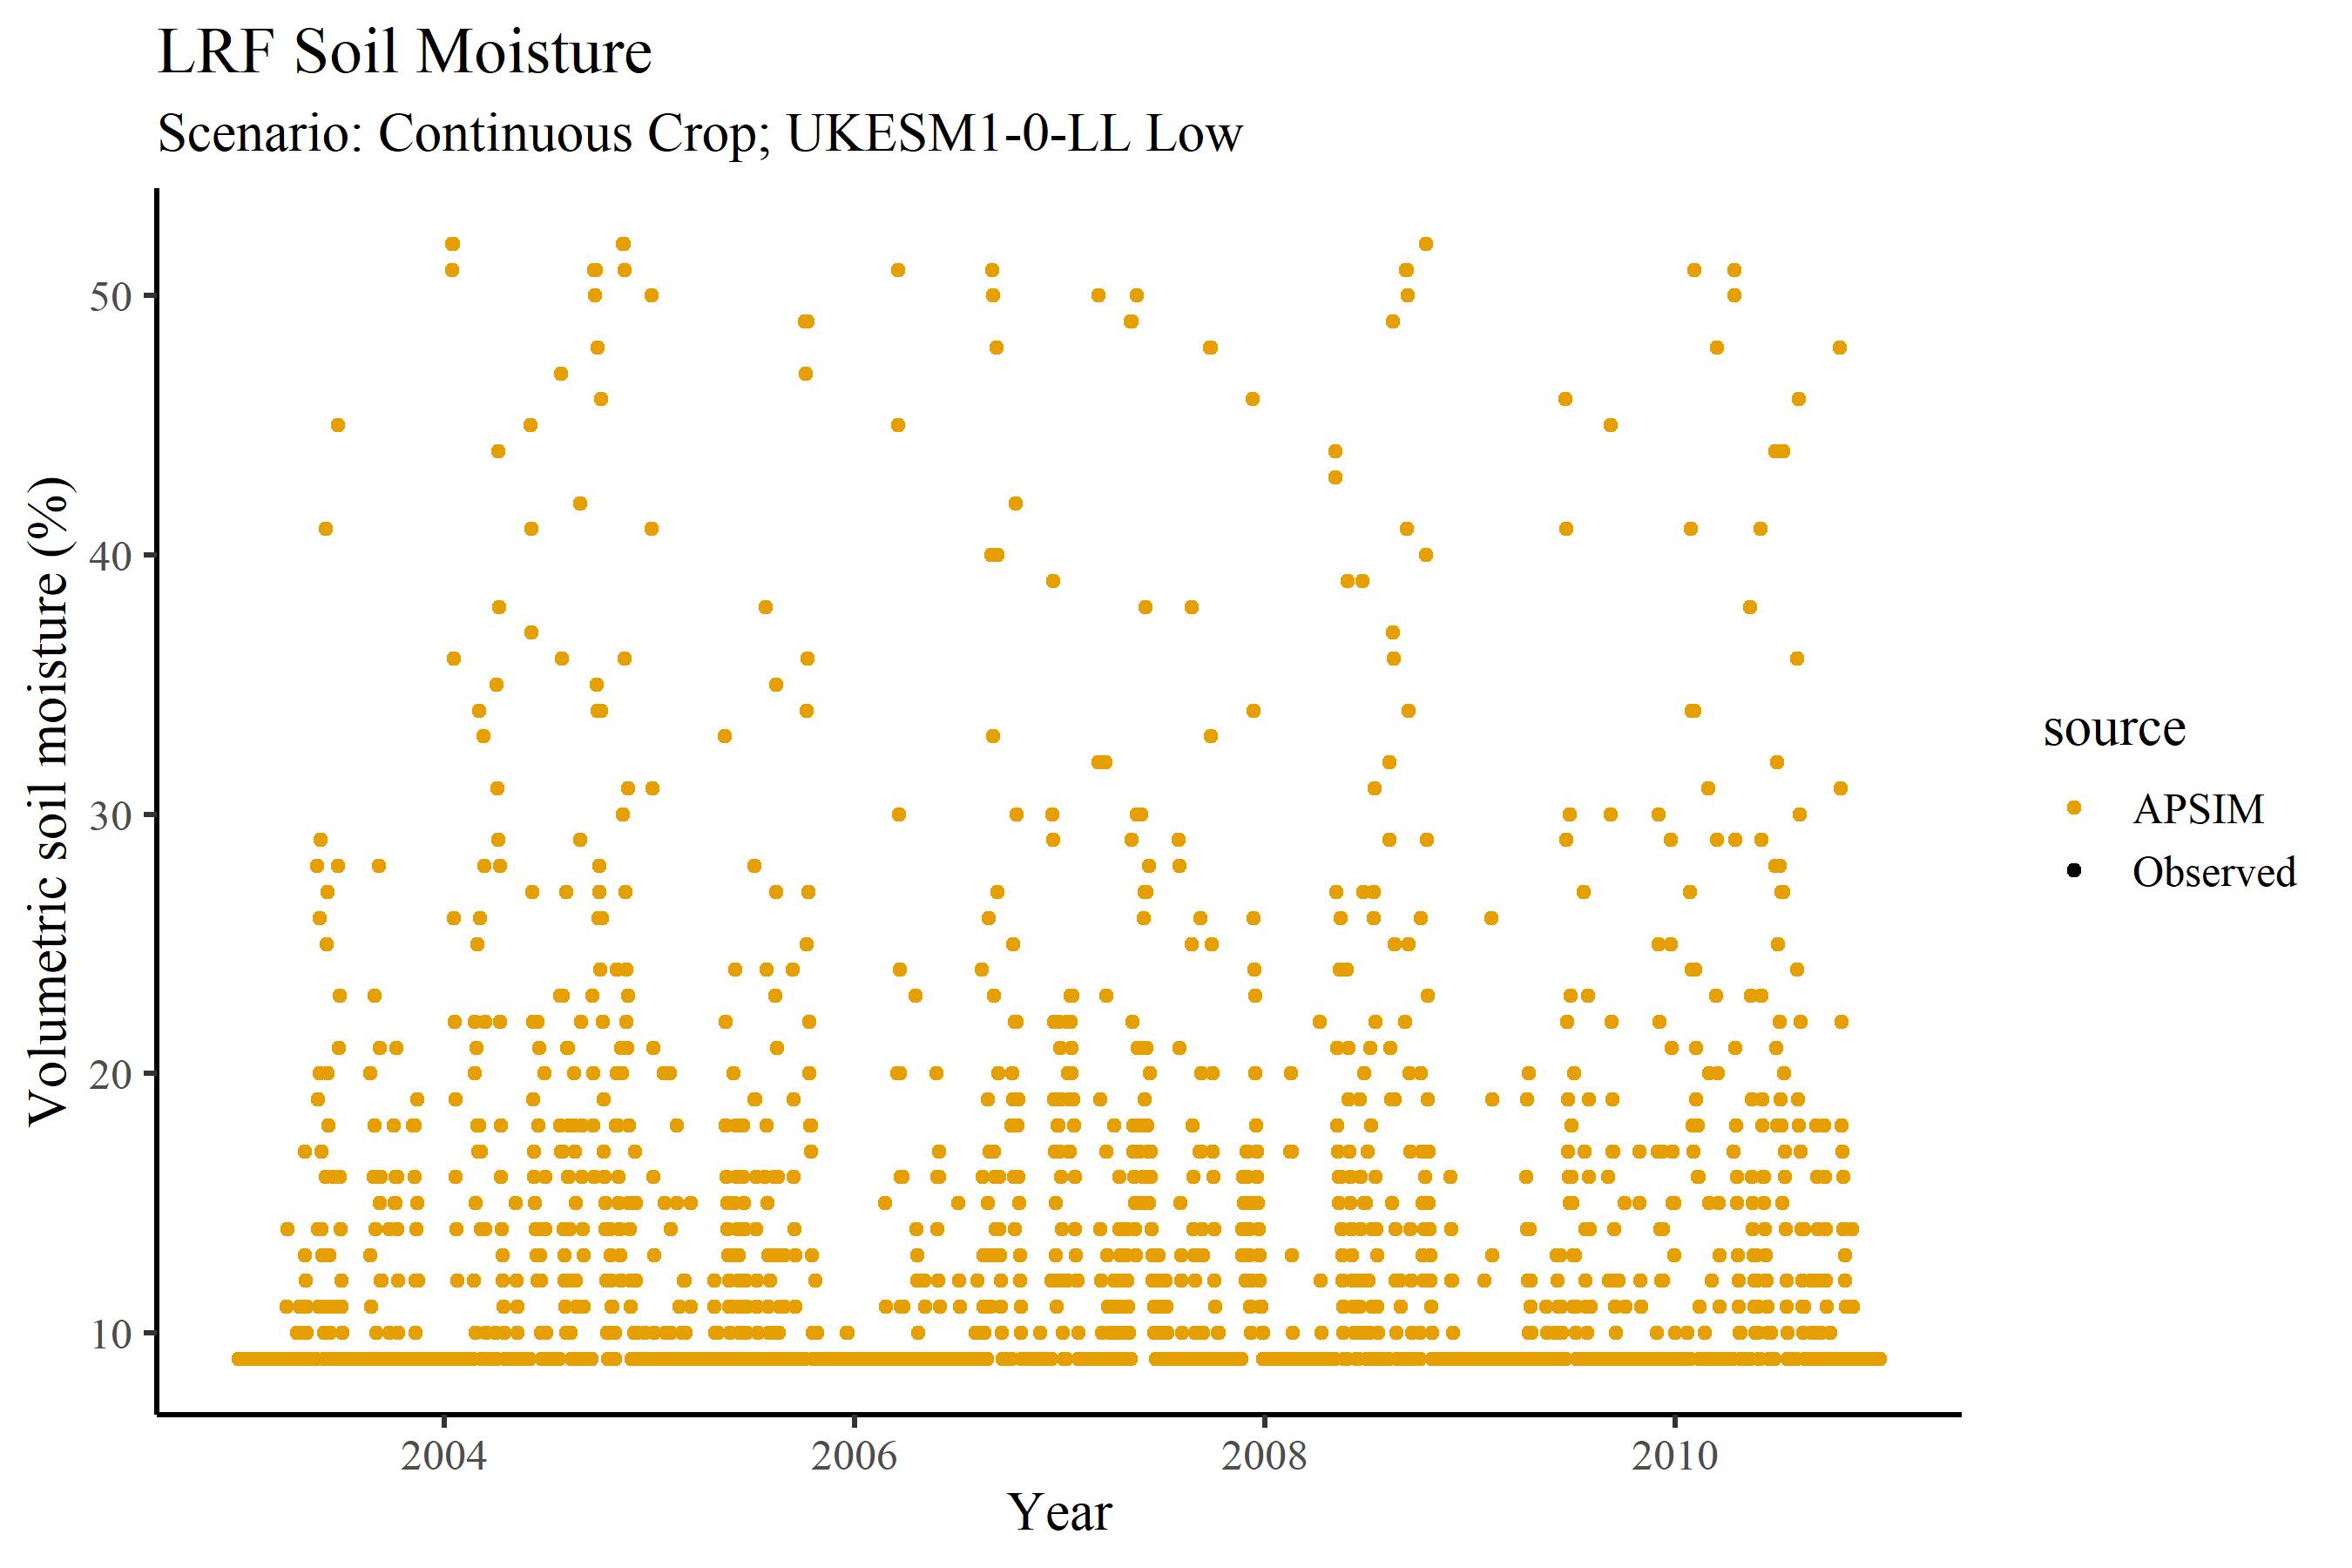 LRF Soil Moisture
Scenario: Continuous Crop; UKESM1-0-LL Low
Volumetric soil moisture (%)
50
40
30
20
10
2004
2006
2008
2010
Year
source
APSIM
Observed